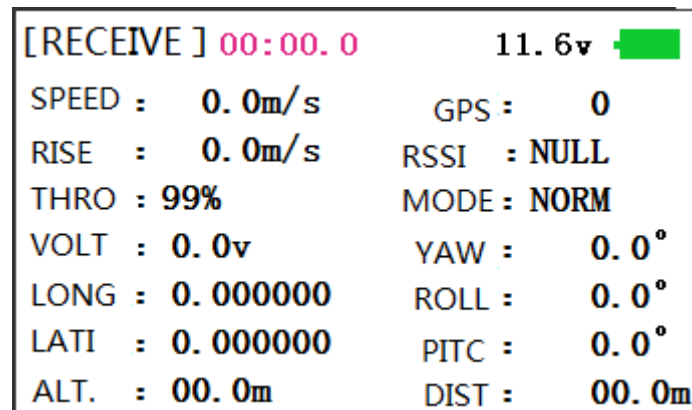 [RECEIVE] 00:00.0 11.6v
SPEED : 0.0m/s GPS : 0
RISE : 0.0m/s RSSI : NULL
THRO : 99% MODE : NORM
VOLT : 0.0v YAW : 0.0°
LONG : 0.000000 ROLL : 0.0°
LATI : 0.000000 PITC : 0.0°
ALT. : 00.0m DIST : 00.0m